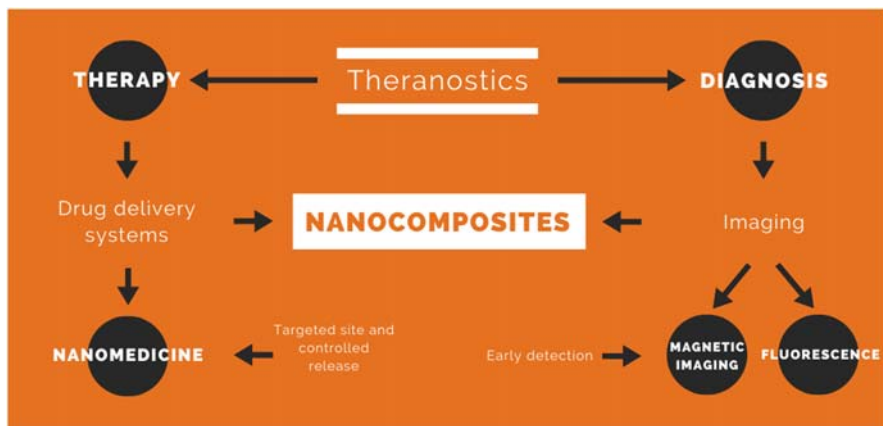 THERAPY
Theranostics
DIAGNOSIS
Drug delivery
systems
NANOCOMPOSITES
Imaging
NANOMEDICINE
Targeted site and
controlled
release
Early detection
MAGNETIC
IMAGING
FLUORESCENCE